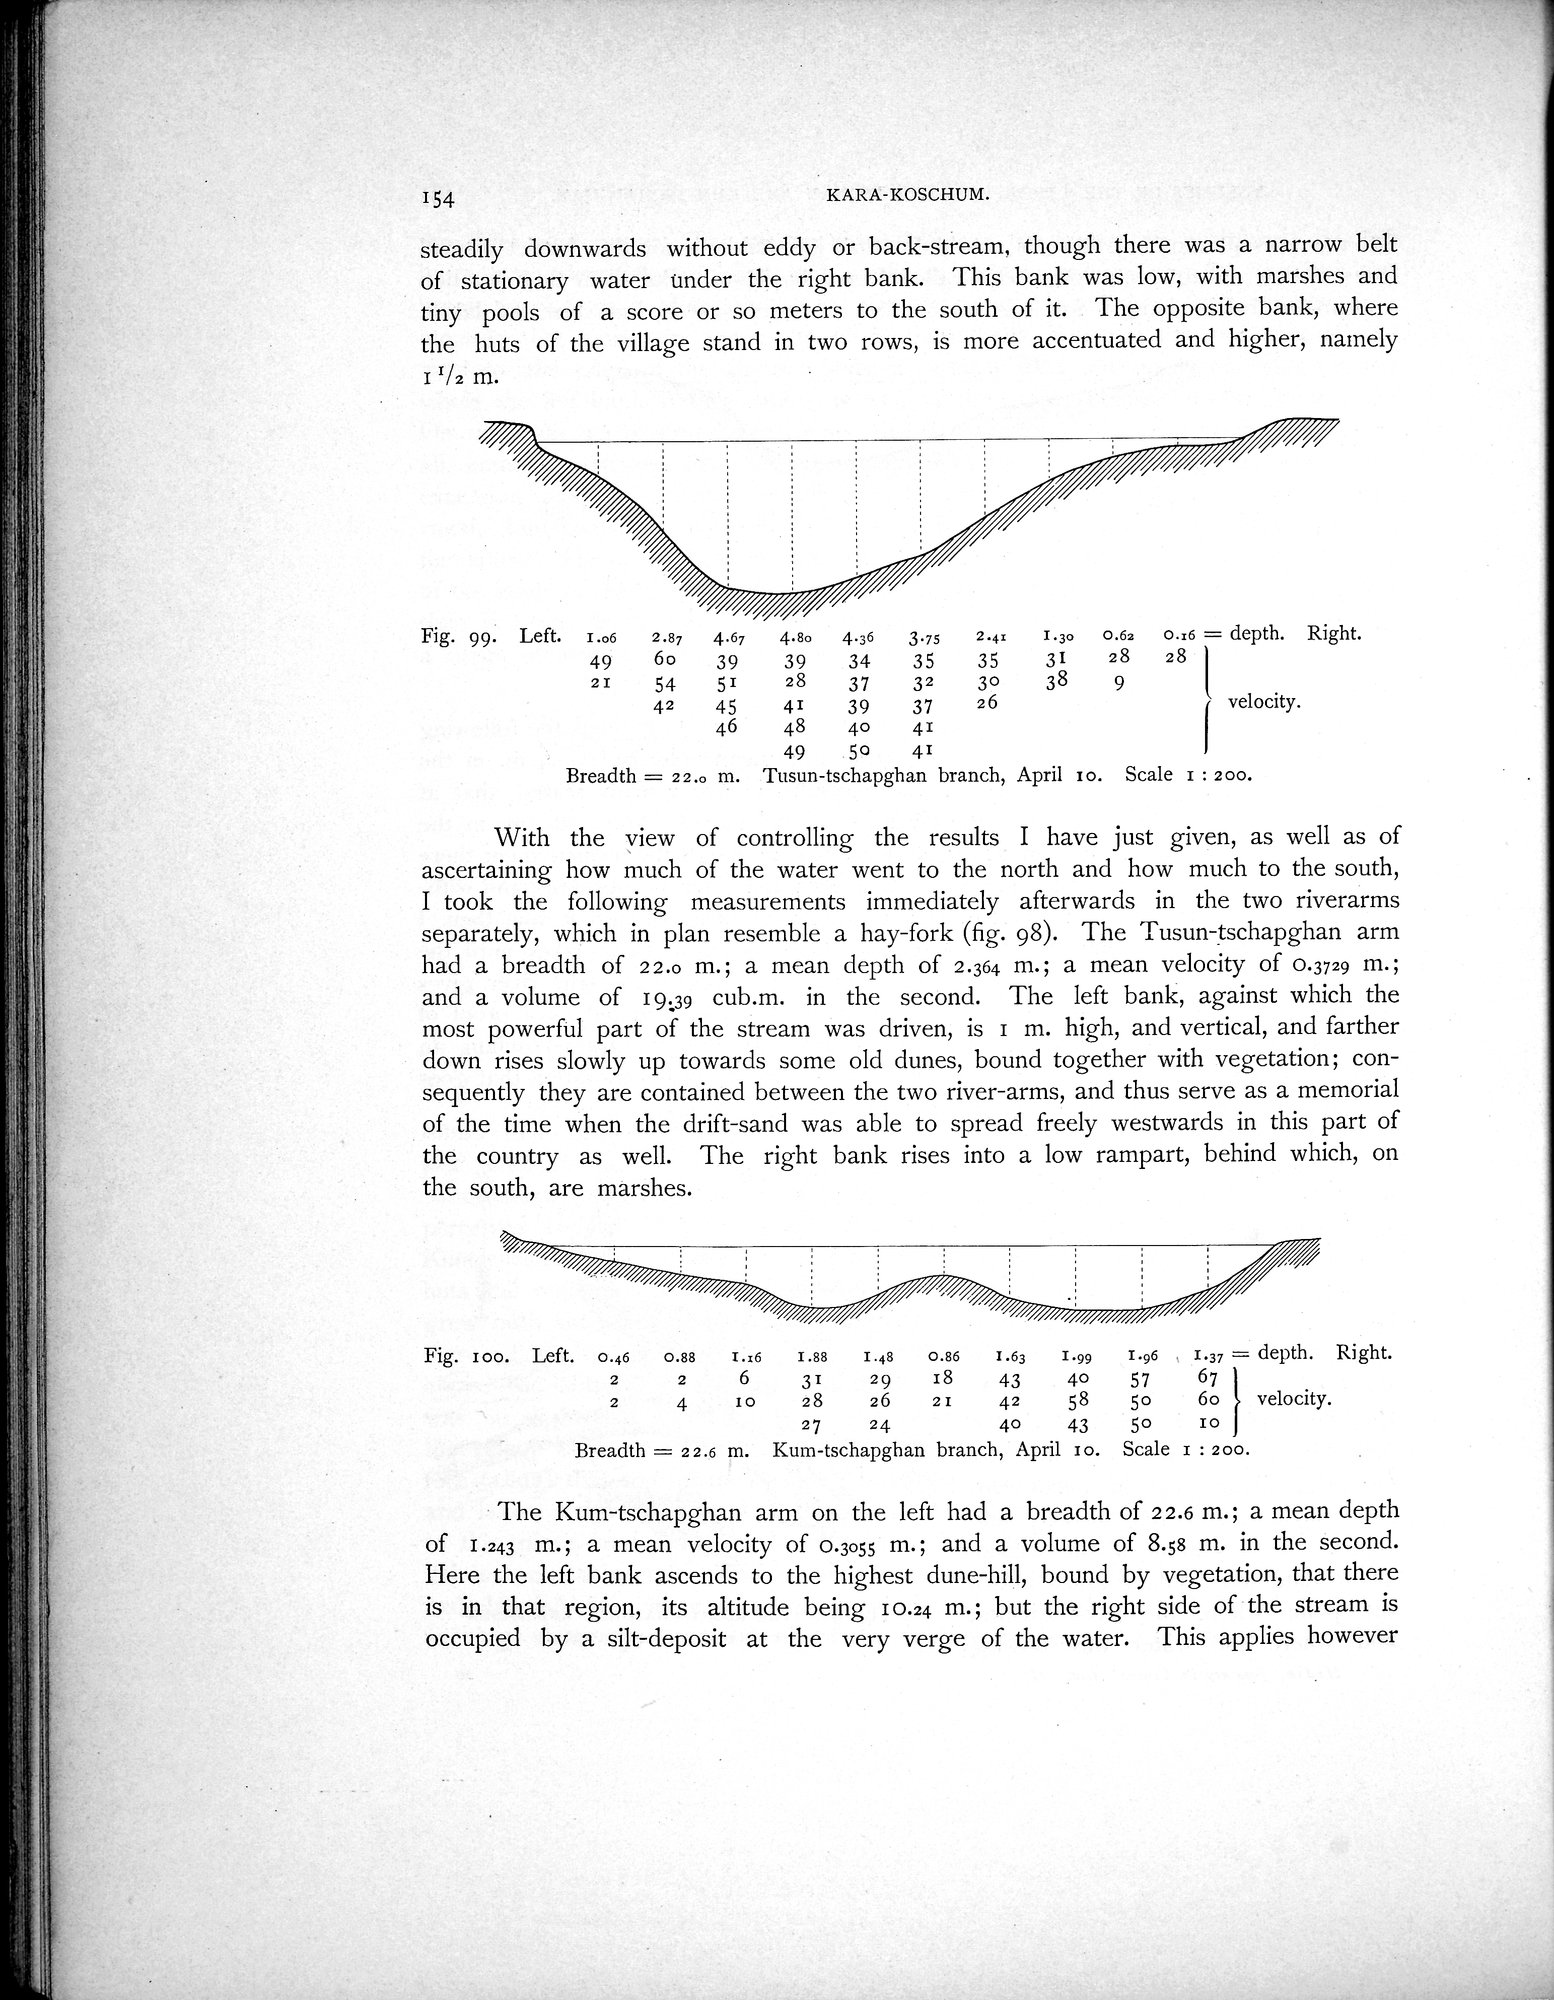 154 KARA-KOSCHUM.
steadily downwards without eddy or back-stream, though there was a narrow belt
of stationary water under the right bank. This bank was low, with marshes and
tiny pools of a score or so meters to the south of it. The opposite bank, where
the huts of the village stand in two rows, is more accentuated and higher, namely
1 1/2 m.
Fig. 99. Left. 1.06 2.87 4.67 4.80 4.36 3.75 2.41 1.30 0.62 0.16 = depth. Right.
49 60 39 39 34 35 35 31 28 28
21 54 51 28 37 32 30 38 9
42 45 41 39 37 26 velocity.
46 48 40 41
49 50 41
Breadth = 22.0 m. Tusun-tschapghan branch, April 10. Scale 1 : 200.
With the view of controlling the results I have just given, as well as of
ascertaining how much of the water went to the north and how much to the south,
I took the following measurements immediately afterwards in the two riverarms
separately, which in plan resemble a hay-fork (fig. 98). The Tusun-tschapghan arm
had a breadth of 22.0 m.; a mean depth of 2.364 m.; a mean velocity of 0.3729 m.;
and a volume of 19.39 cub.m. in the second. The left bank, against which the
most powerful part of the stream was driven, is 1 m. high, and vertical, and farther
down rises slowly up towards some old dunes, bound together with vegetation; con-
sequently they are contained between the two river-arms, and thus serve as a memorial
of the time when the drift-sand was able to spread freely westwards in this part of
the country as well. The right bank rises into a low rampart, behind which, on
the south, are marshes.
Fig. 100. Left. 0.46 0.88 1.16 1.88 1.48 0.86 1.63 1.99 1.96 1.37 = depth. Right.
2 2 6 31 29 18 43 40 57 67
2 4 10 28 26 21 42 58 50 60 velocity.
27 24 40 43 50 10
Breadth = 22.6 m. Kum-tschapghan branch, April 10. Scale 1 : 200.
The Kum-tschapghan arm on the left had a breadth of 22.6 m.; a mean depth
of 1.243 m.; a mean velocity of 0.3055 m.; and a volume of 8.58 m. in the second.
Here the left bank ascends to the highest dune-hill, bound by vegetation, that there
is in that region, its altitude being 10.24 m.; but the right side of the stream is
occupied by a silt-deposit at the very verge of the water. This applies however